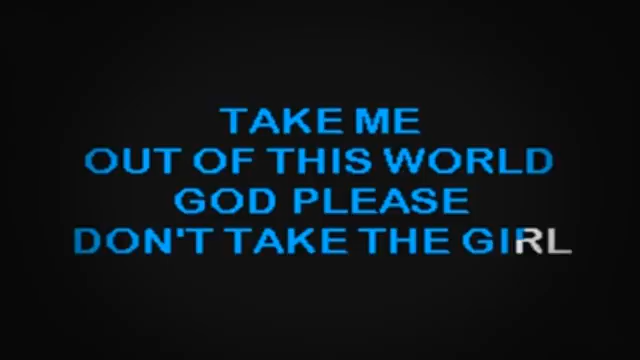 TAKE ME
OUT OF THIS WORLD
GOD PLEASE
DON'T TAKE THE GIRL